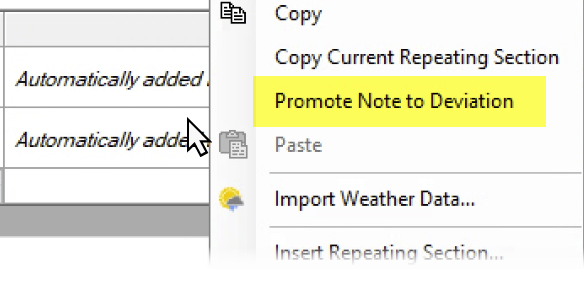 Copy
Copy Current Repeating Section
Automatically added
Promote Note to Deviation
Automatically adde
Paste
Import Weather Data...
Insert Repeating Section...